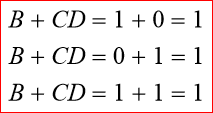 B + CD = 1 + 0 = 1
B + CD = 0 + 1 = 1
B + CD = 1 + 1 = 1